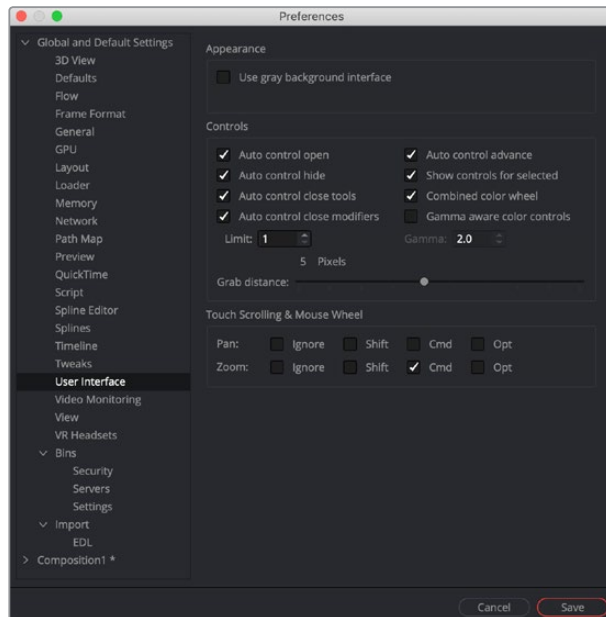 Preferences
Global and Default Settings
3D View
Defaults
Flow
Frame Format
General
GPU
Layout
Loader
Memory
Network
Path Map
Preview
QuickTime
Script
Spline Editor
Splines
Timeline
Tweaks
User Interface
Video Monitoring
View
VR Headsets
Bins
Security
Servers
Settings
Import
EDL
Composition1 *
Appearance
Use gray background interface
Controls
Auto control open
Auto control advance
Auto control hide
Show controls for selected
Auto control close tools
Combined color wheel
Auto control close modifiers
Gamma aware color controls
Limit: 1
Gamma: 2.0
5 Pixels
Grab distance:
Touch Scrolling & Mouse Wheel
Pan: Ignore Shift Cmd Opt
Zoom: Ignore Shift Cmd Opt
Cancel
Save